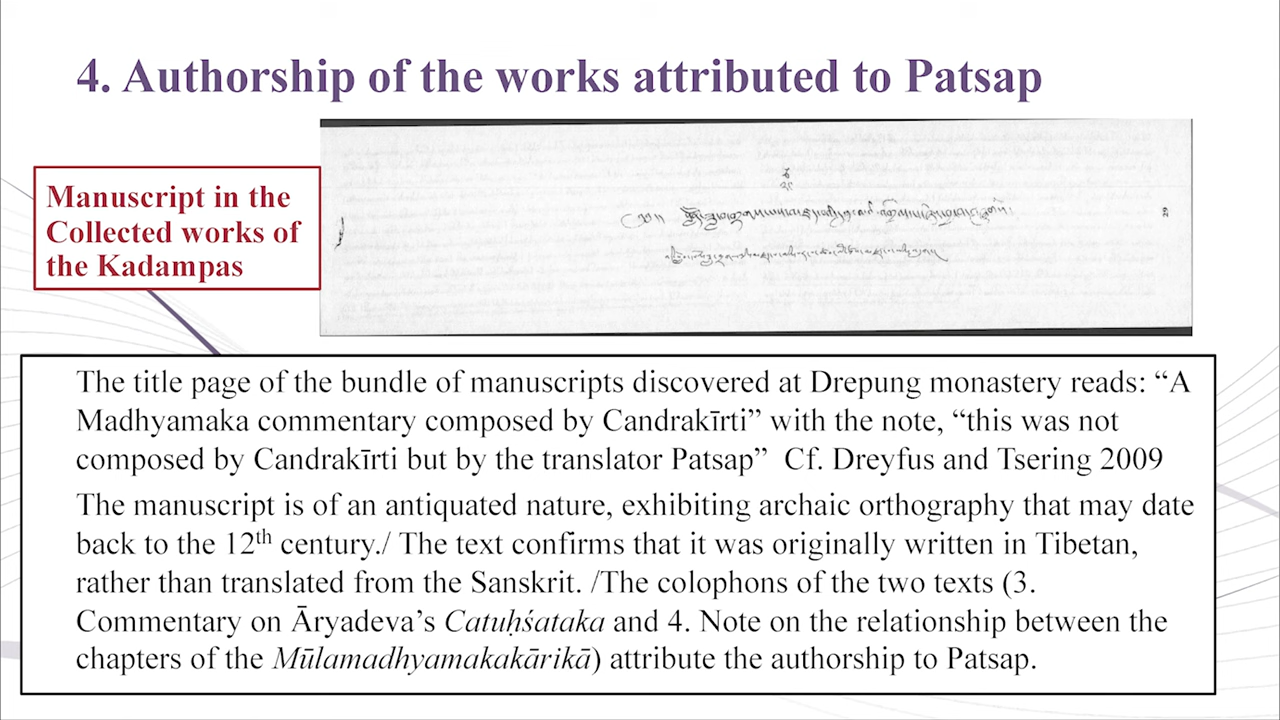 4. Authorship of the works attributed to Patsap
Manuscript in the
Collected works of
the Kadampas
The title page of the bundle of manuscripts discovered at Drepung monastery reads: “A
Madhyamaka commentary composed by Candrakīrti” with the note, “this was not
composed by Candrakīrti but by the translator Patsap” Cf. Dreyfus and Tsering 2009
The manuscript is of an antiquated nature, exhibiting archaic orthography that may date
back to the 12th century./ The text confirms that it was originally written in Tibetan,
rather than translated from the Sanskrit. /The colophons of the two texts (3.
Commentary on Āryadeva’s Catuḥśataka and 4. Note on the relationship between the
chapters of the Mūlamadhyamakakārikā) attribute the authorship to Patsap.